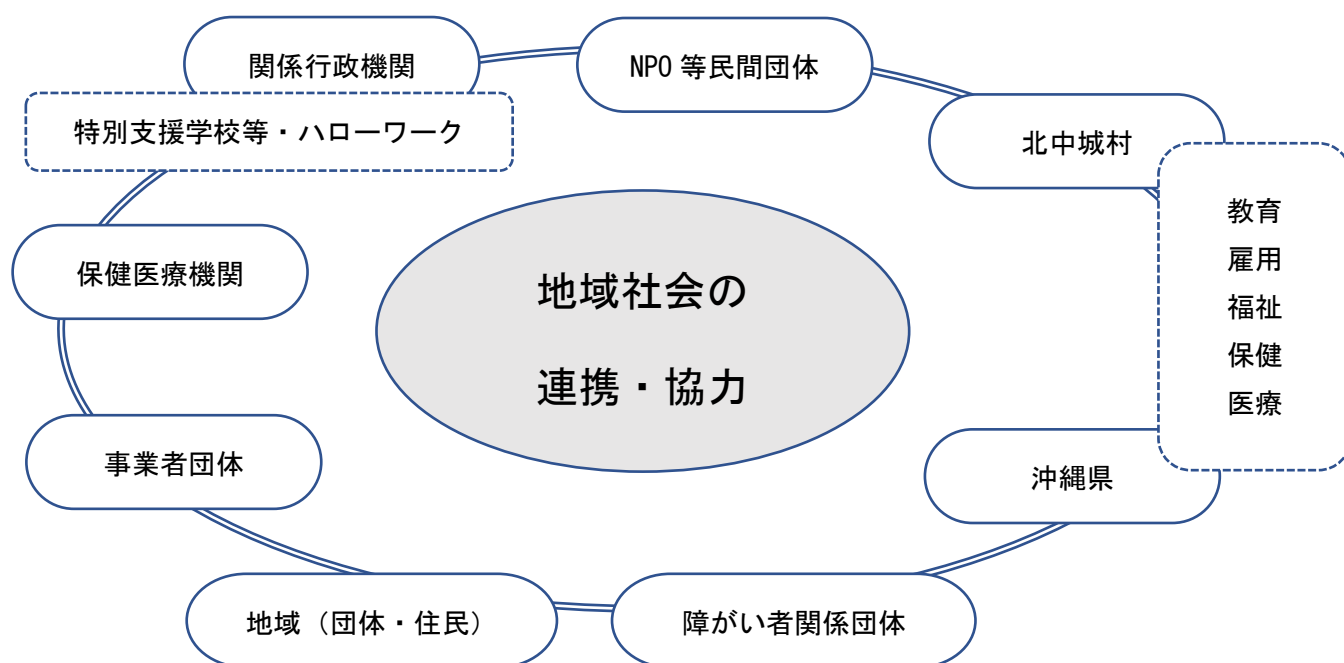 関係行政機関
NPO等民間団体
特別支援学校等・ハローワーク
北中城村
教育
雇用
福祉
保健
医療
保健医療機関
地域社会の
連携・協力
事業者団体
沖縄県
地域（団体・住民）
障がい者関係団体